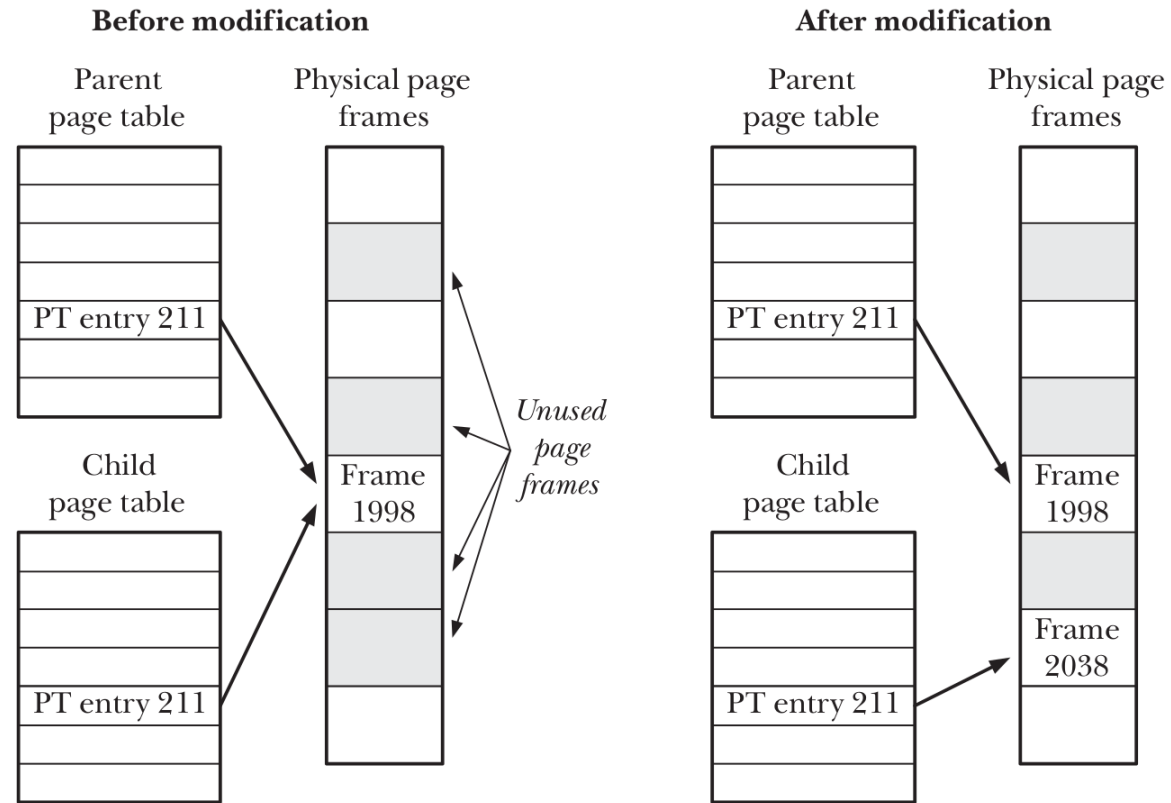 Before modification
Parent
page table
Physical page
frames
PT entry 211
Unused
page
frames
Child
page table
Frame
1998
PT entry 211
After modification
Parent
page table
Physical page
frames
PT entry 211
Child
page table
Frame
1998
Frame
2038
PT entry 211